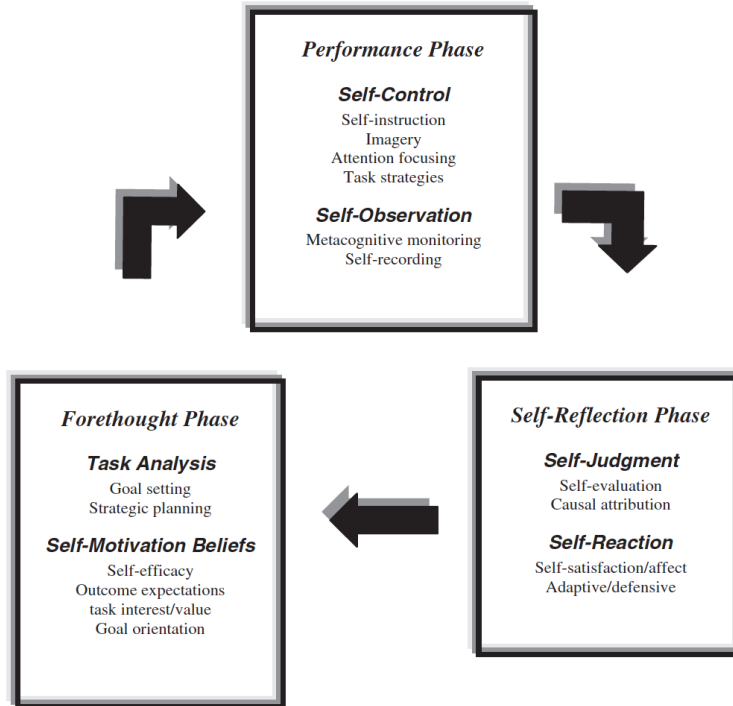 Performance Phase
Self-Control
Self-instruction
Imagery
Attention focusing
Task strategies
Self-Observation
Metacognitive monitoring
Self-recording
Forethought Phase
Task Analysis
Goal setting
Strategic planning
Self-Motivation Beliefs
Self-efficacy
Outcome expectations
task interest/value
Goal orientation
Self-Reflection Phase
Self-Judgment
Self-evaluation
Causal attribution
Self-Reaction
Self-satisfaction/affect
Adaptive/defensive